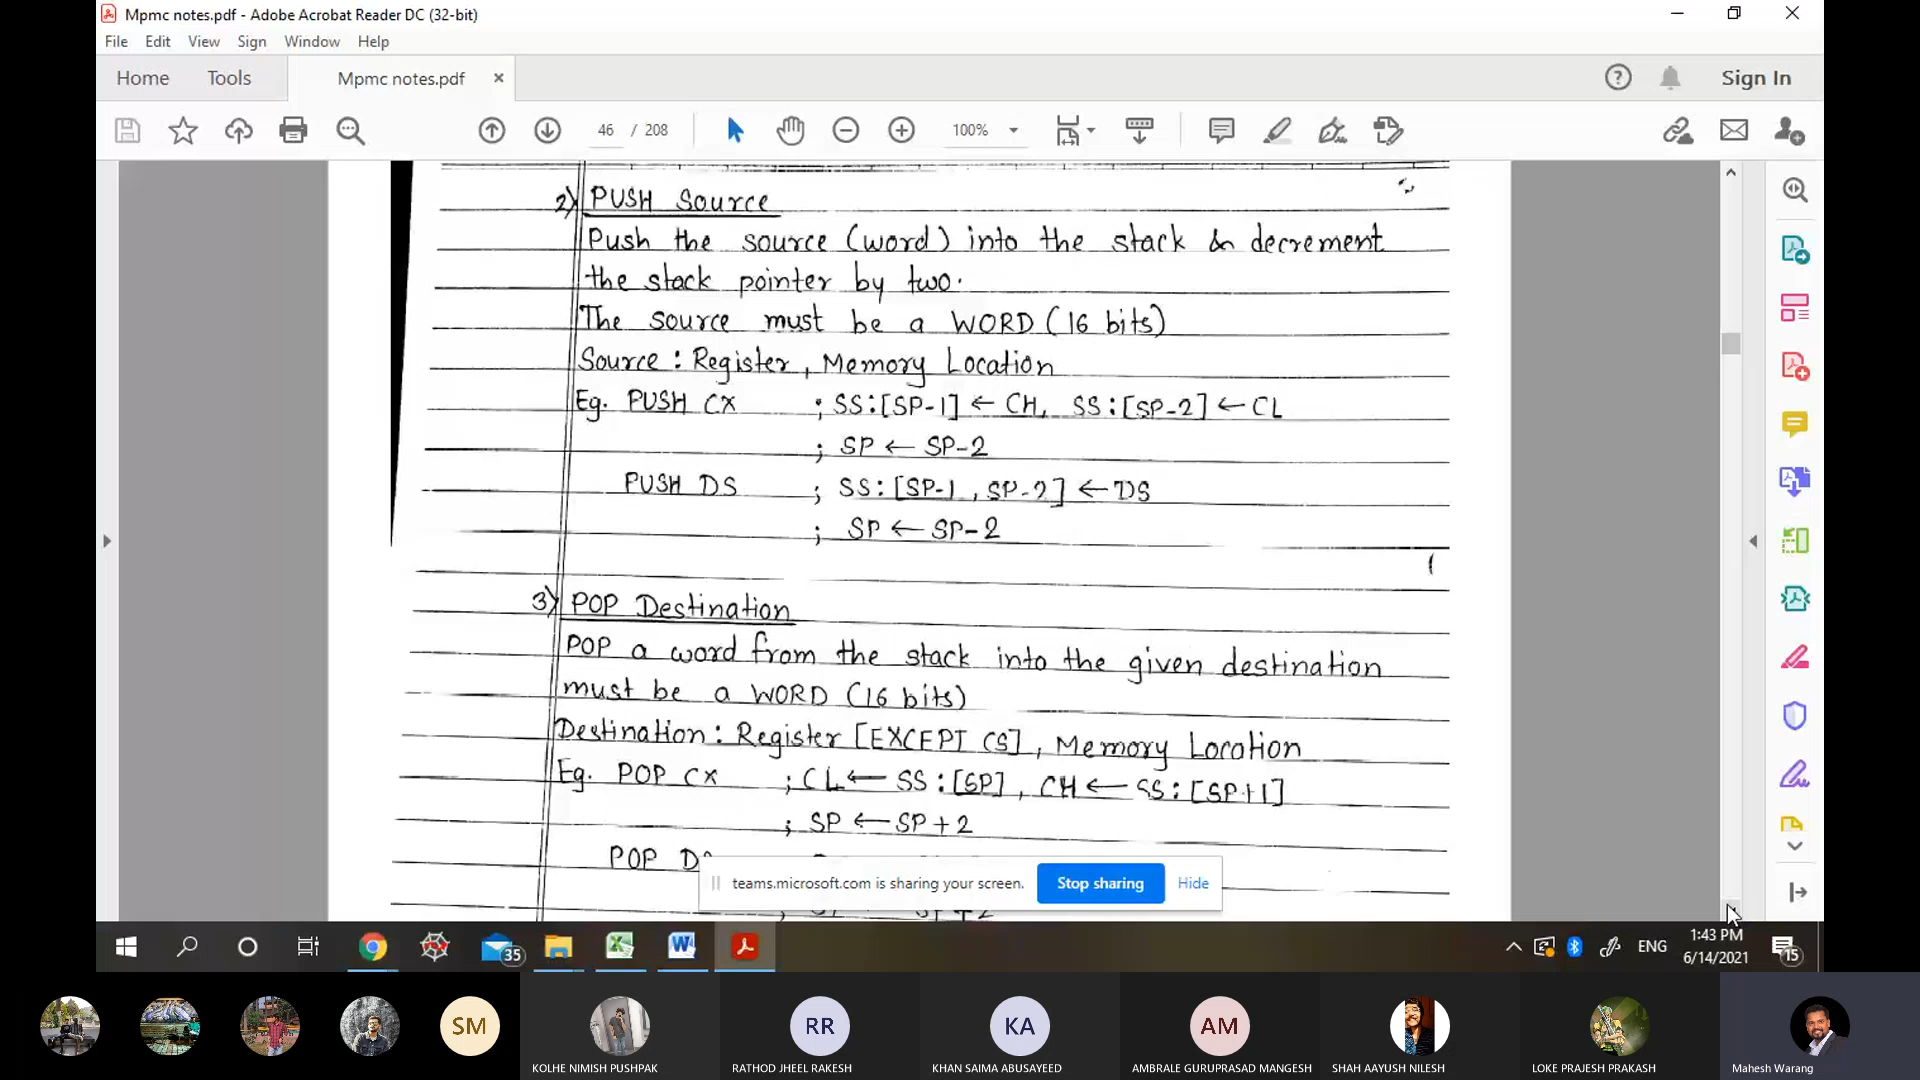 Mpmc notes.pdf - Adobe Acrobat Reader DC (32-bit)
File Edit View Sign Window Help
Home Tools Mpmc notes.pdf × Sign In
46 / 208 100%
2) PUSH Source
Push the source (word) into the stack & decrement
the stack pointer by two.
The source must be a WORD (16 bits)
Source : Register, Memory Location
Eg. PUSH CX ; SS:[SP-1] ← CH, SS:[SP-2] ← CL
; SP ← SP-2
PUSH DS ; SS:[SP-1, SP-2] ← DS
; SP ← SP-2
3) POP Destination
POP a word from the stack into the given destination
must be a WORD (16 bits)
Destination : Register [EXCEPT CS], Memory Location
Eg. POP CX ; CL ← SS:[SP], CH ← SS:[SP+1]
; SP ← SP+2
POP
teams.microsoft.com is sharing your screen. Stop sharing Hide
35
ENG
1:43 PM
6/14/2021
15
SM RR KA AM
KOLHE NIMISH PUSHPAK RATHOD JHEEL RAKESH KHAN SAIMA ABUSAYEED AMBRALE GURUPRASAD MANGESH SHAH AAYUSH NILESH LOKE PRAJESH PRAKASH Mahesh Warang